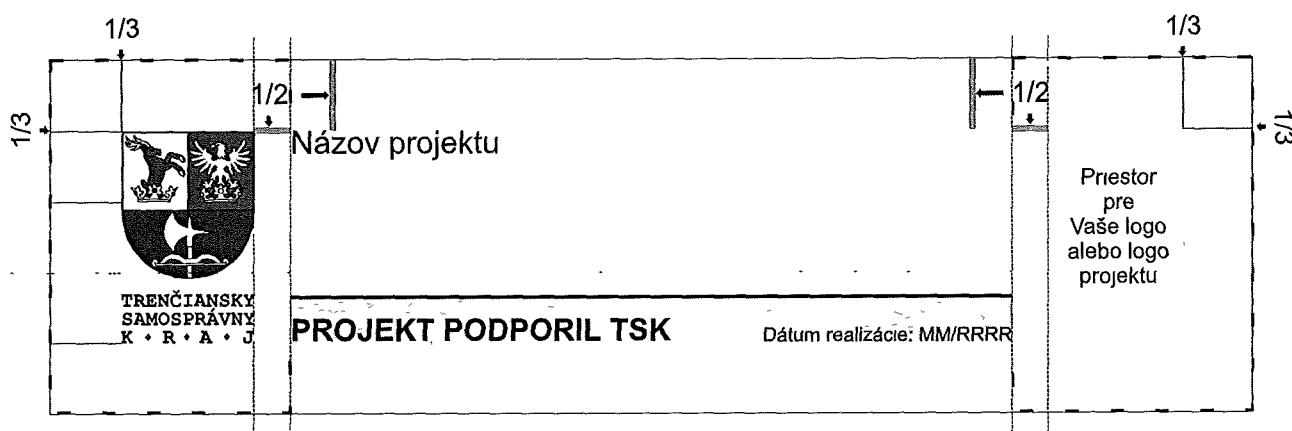 1/3
1/3
1/2
1/2
1/3
1/3
Názov projektu
Priestor
pre
Vaše logo
alebo logo
projektu
TRENČIANSKY
SAMOSPRÁVNY
K • R • A • J
PROJEKT PODPORIL TSK
Dátum realizácie: MM/RRRR